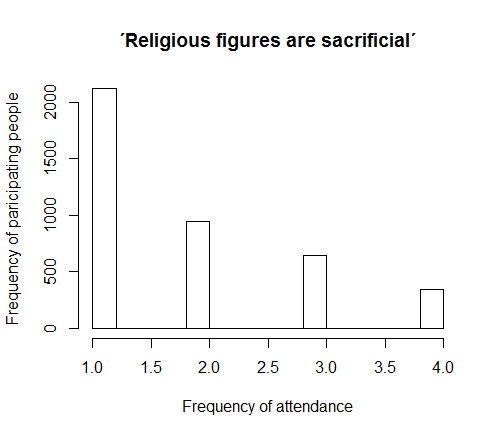 ´Religious figures are sacrificial´
Frequency of paricipating people
0
500
1000
1500
2000
1.0 1.5 2.0 2.5 3.0 3.5 4.0
Frequency of attendance